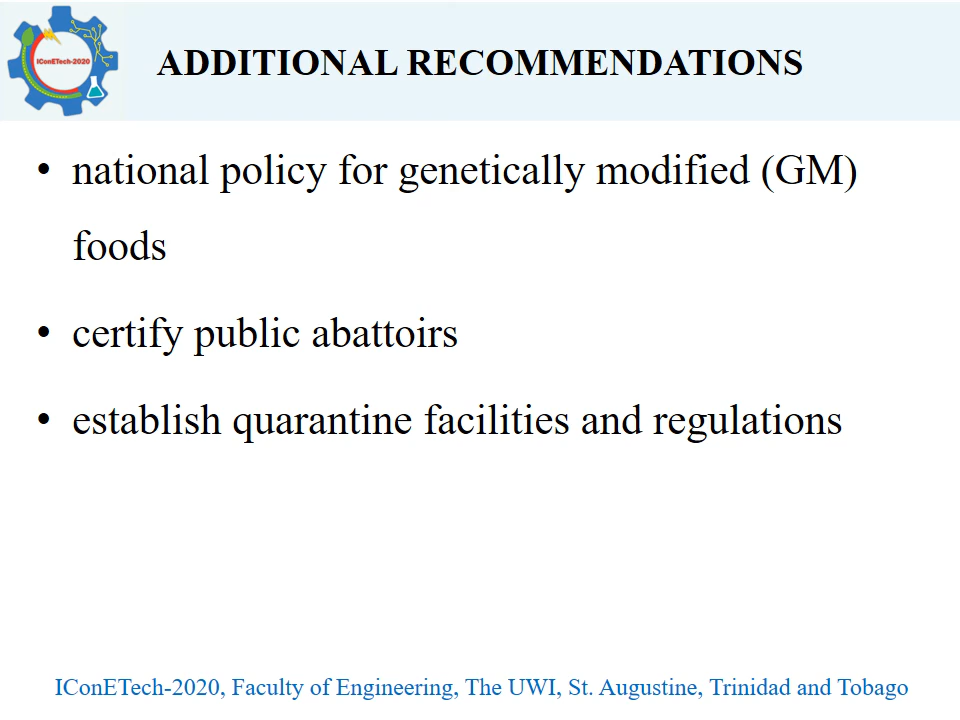 IConETech-2020
ADDITIONAL RECOMMENDATIONS
• national policy for genetically modified (GM)
foods
• certify public abattoirs
• establish quarantine facilities and regulations
IConETech-2020, Faculty of Engineering, The UWI, St. Augustine, Trinidad and Tobago